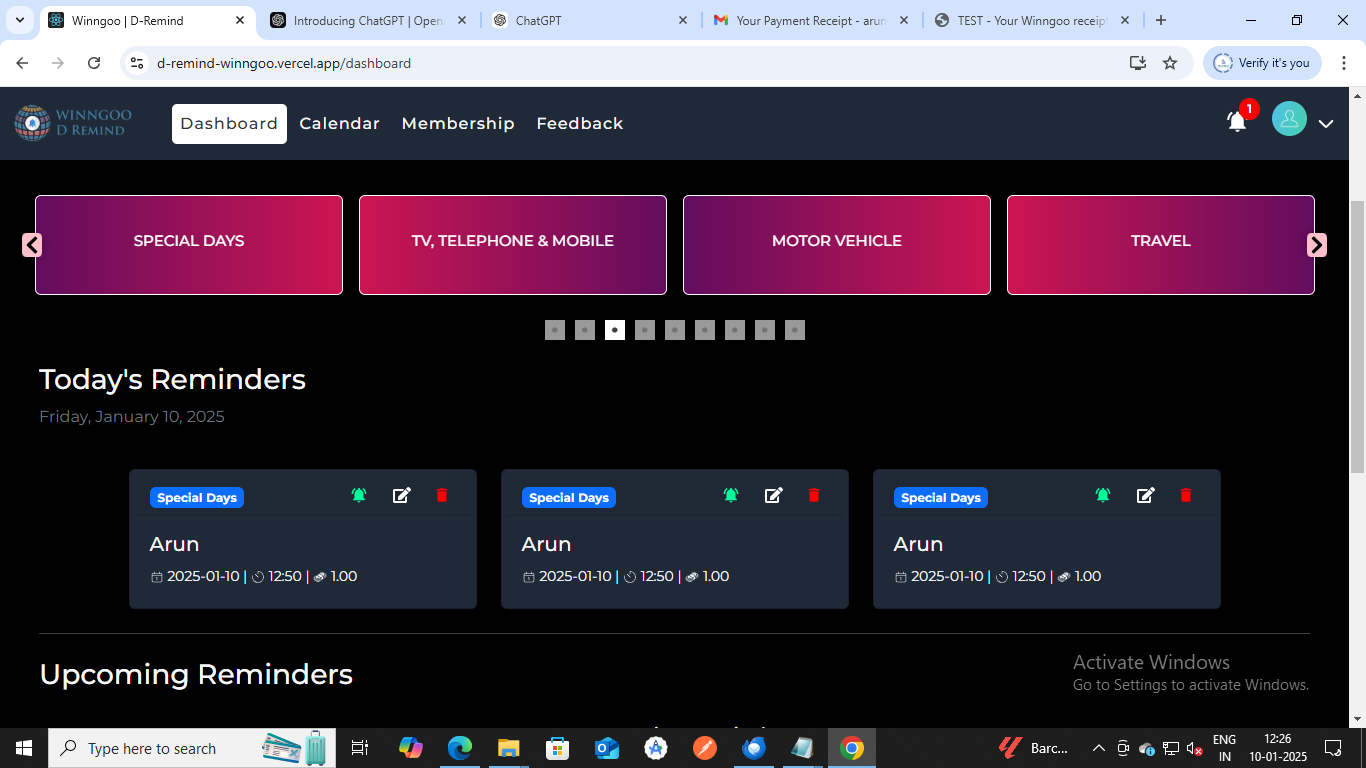 Winngoo | D-Remind
Introducing ChatGPT | Open
ChatGPT
Your Payment Receipt - arun
TEST - Your Winngoo receipt
d-remind-winngoo.vercel.app/dashboard
Verify it's you
WINNGOO
D REMIND
Dashboard
Calendar
Membership
Feedback
1
SPECIAL DAYS
TV, TELEPHONE & MOBILE
MOTOR VEHICLE
TRAVEL
Today's Reminders
Friday, January 10, 2025
Special Days
Arun
2025-01-10 | 12:50 | 1.00
Special Days
Arun
2025-01-10 | 12:50 | 1.00
Special Days
Arun
2025-01-10 | 12:50 | 1.00
Upcoming Reminders
Activate Windows
Go to Settings to activate Windows.
Type here to search
Barc...
ENG
IN
12:26
10-01-2025